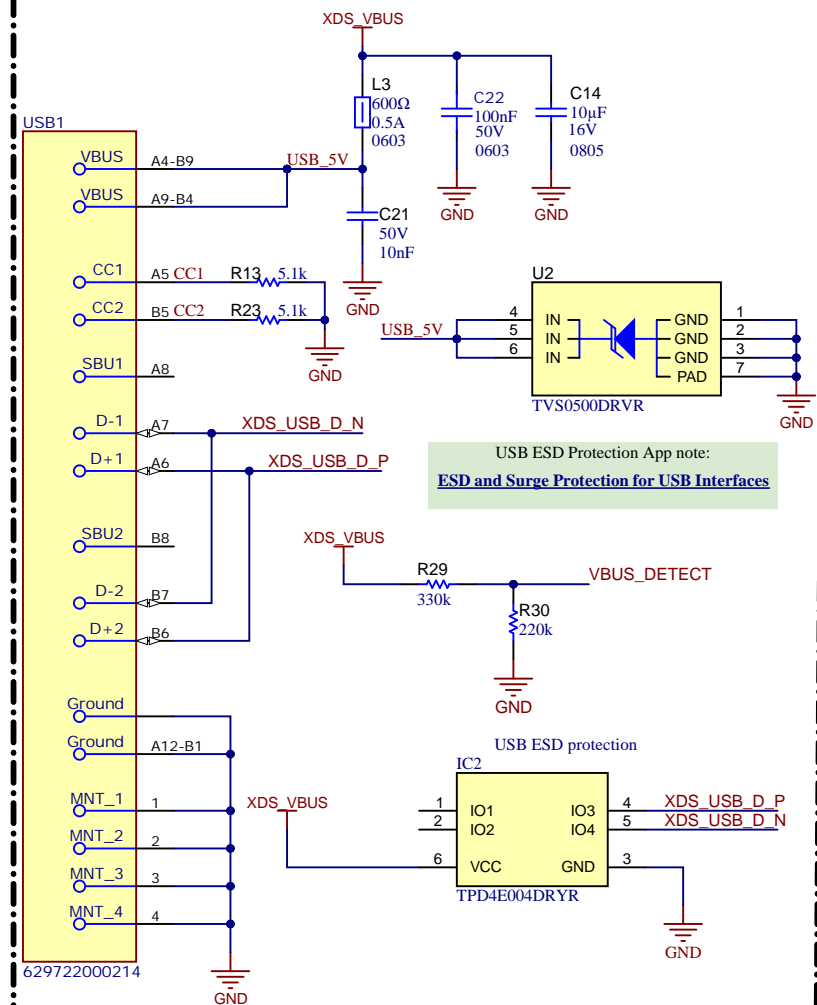 XDS_VBUS
L3
600Ω
0.5A
0603
C22
100nF
50V
0603
C14
10µF
16V
0805
GND
GND
USB1
VBUS
A4-B9
USB_5V
VBUS
A9-B4
C21
50V
10nF
GND
CC1
A5 CC1
R13 5.1k
CC2
B5 CC2
R23 5.1k
GND
SBU1
A8
D-1
A7
XDS_USB_D_N
D+1
A6
XDS_USB_D_P
SBU2
B8
D-2
B7
D+2
B6
Ground
Ground
A12-B1
MNT_1
1
MNT_2
2
MNT_3
3
MNT_4
4
629722000214
GND
U2
USB_5V
4 IN GND 1
5 IN GND 2
6 IN GND 3
PAD 7
TVS0500DRVR
GND
USB ESD Protection App note:
ESD and Surge Protection for USB Interfaces
XDS_VBUS
R29
330k
VBUS_DETECT
R30
220k
GND
USB ESD protection
IC2
XDS_VBUS
1 IO1 IO3 4 XDS_USB_D_P
2 IO2 IO4 5 XDS_USB_D_N
6 VCC GND 3
TPD4E004DRYR
GND